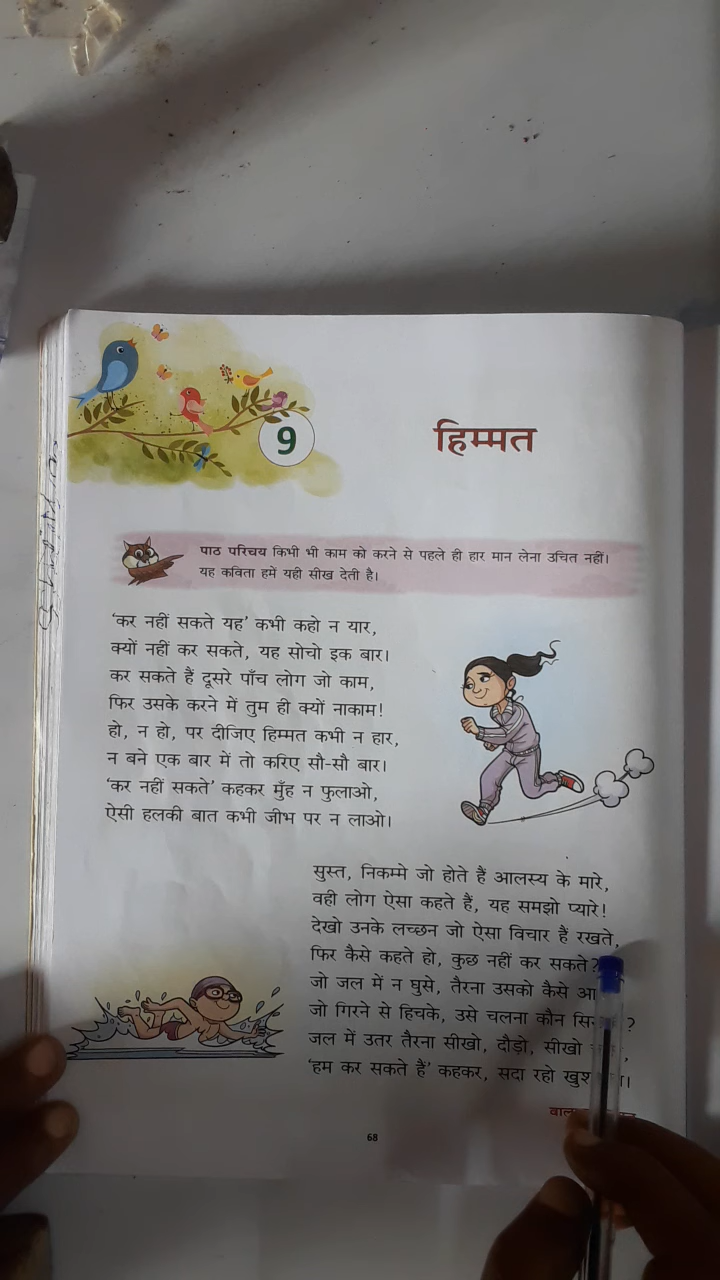 9
हिम्मत
पाठ परिचय किभी भी काम को करने से पहले ही हार मान लेना उचित नहीं।
यह कविता हमें यही सीख देती है।
‘कर नहीं सकते यह’ कभी कहो न यार,
क्यों नहीं कर सकते, यह सोचो इक बार।
कर सकते हैं दूसरे पाँच लोग जो काम,
फिर उसके करने में तुम ही क्यों नाकाम!
हो, न हो, पर दीजिए हिम्मत कभी न हार,
न बने एक बार में तो करिए सौ-सौ बार।
‘कर नहीं सकते’ कहकर मुँह न फुलाओ,
ऐसी हलकी बात कभी जीभ पर न लाओ।
सुस्त, निकम्मे जो होते हैं आलस्य के मारे,
वही लोग ऐसा कहते हैं, यह समझो प्यारे!
देखो उनके लच्छन जो ऐसा विचार हैं रखते,
फिर कैसे कहते हो, कुछ नहीं कर सकते?
जो जल में न घुसे, तैरना उसको कैसे
जो गिरने से हिचके, उसे चलना कौन
जल में उतर तैरना सीखो, दौड़ो, सीखो
‘हम कर सकते हैं’ कहकर, सदा रहो
68